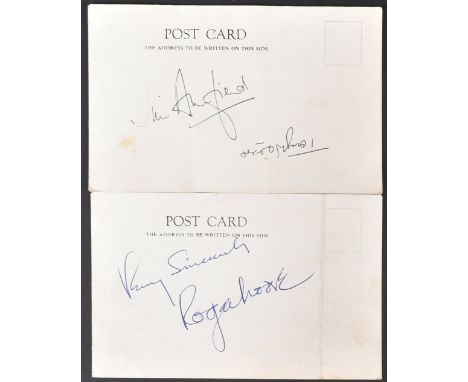 POST CARD
THE ADDRESS TO BE WRITTEN ON THIS SIDE
POST CARD
THE ADDRESS TO BE WRITTEN ON THIS SIDE
Very Sincerely
Roger Moore